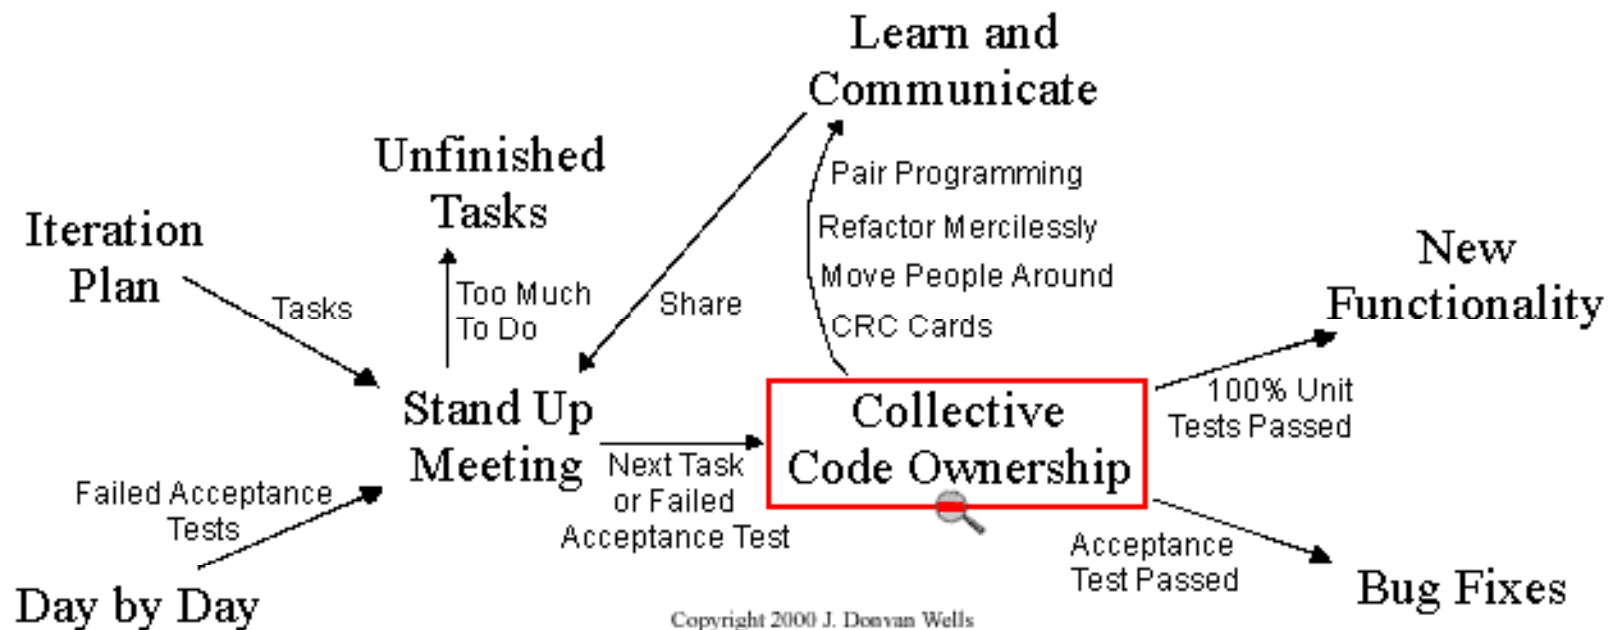 Learn and
Communicate
Unfinished
Tasks
Iteration
Plan
Tasks
Too Much
To Do
Share
Pair Programming
Refactor Mercilessly
Move People Around
CRC Cards
New
Functionality
Stand Up
Meeting
Collective
Code Ownership
100% Unit
Tests Passed
Next Task
or Failed
Acceptance Test
Failed Acceptance
Tests
Acceptance
Test Passed
Day by Day
Bug Fixes
Copyright 2000 J. Donvan Wells